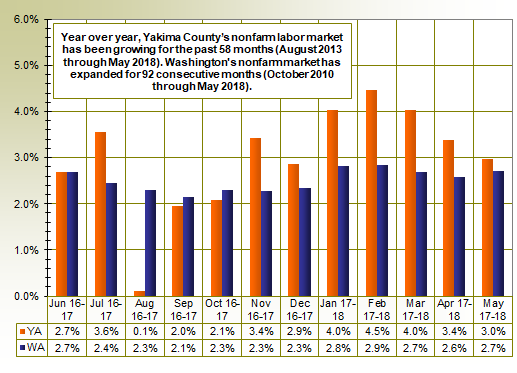 6.0%
Year over year, Yakima County's nonfarm labor market
has been growing for the past 58 months (August 2013
through May 2018). Washington's nonfarm market has
expanded for 92 consecutive months (October 2010
through May 2018).
5.0%
4.0%
3.0%
2.0%
1.0%
0.0%
Jun 16-17 Jul 16-17 Aug 16-17 Sep 16-17 Oct 16-17 Nov 16-17 Dec 16-17 Jan 17-18 Feb 17-18 Mar 17-18 Apr 17-18 May 17-18
YA 2.7% 3.6% 0.1% 2.0% 2.1% 3.4% 2.9% 4.0% 4.5% 4.0% 3.4% 3.0%
WA 2.7% 2.4% 2.3% 2.1% 2.3% 2.3% 2.3% 2.8% 2.9% 2.7% 2.6% 2.7%